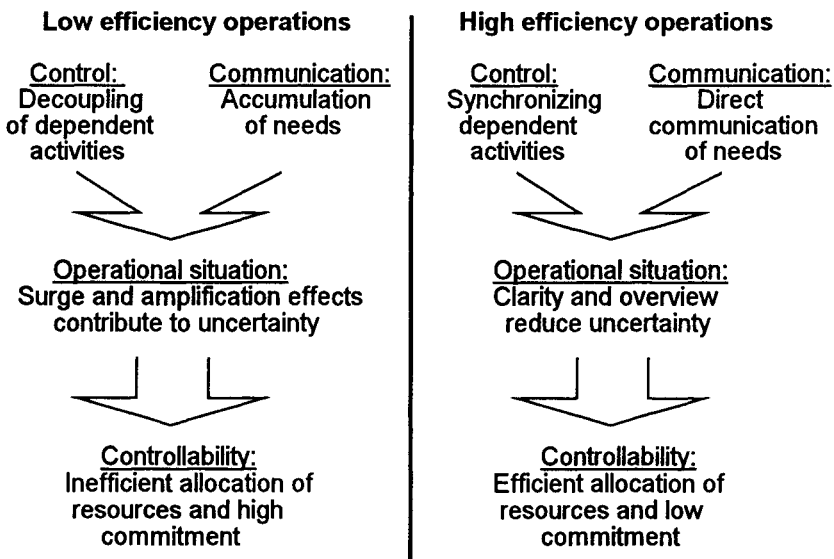 Low efficiency operations
Control:
Decoupling
of dependent
activities
Communication:
Accumulation
of needs
Operational situation:
Surge and amplification effects
contribute to uncertainty
Controllability:
Inefficient allocation of
resources and high
commitment
High efficiency operations
Control:
Synchronizing
dependent
activities
Communication:
Direct
communication
of needs
Operational situation:
Clarity and overview
reduce uncertainty
Controllability:
Efficient allocation of
resources and low
commitment